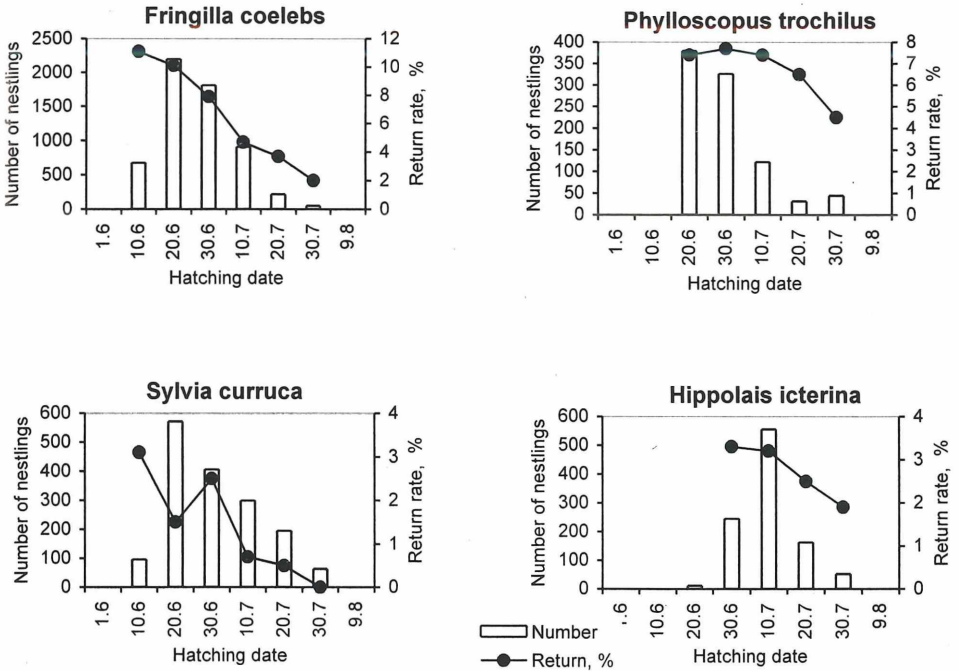 Fringilla coelebs
Number of nestlings
2500
2000
1500
1000
500
0
12
10
8
6
4
2
0
Return rate, %
1.6 10.6 20.6 30.6 10.7 20.7 30.7 9.8
Hatching date
Phylloscopus trochilus
Number of nestlings
400
350
300
250
200
150
100
50
0
8
7
6
5
4
3
2
1
0
Return rate, %
1.6 10.6 20.6 30.6 10.7 20.7 30.7 9.8
Hatching date
Sylvia curruca
Number of nestlings
600
500
400
300
200
100
0
4
3
2
1
0
Return rate, %
1.6 10.6 20.6 30.6 10.7 20.7 30.7 9.8
Hatching date
Hippolais icterina
Number of nestlings
600
500
400
300
200
100
0
4
3
2
1
0
Return rate, %
.6 10.6 20.6 30.6 10.7 20.7 30.7 9.8
Hatching date
Number
Return, %